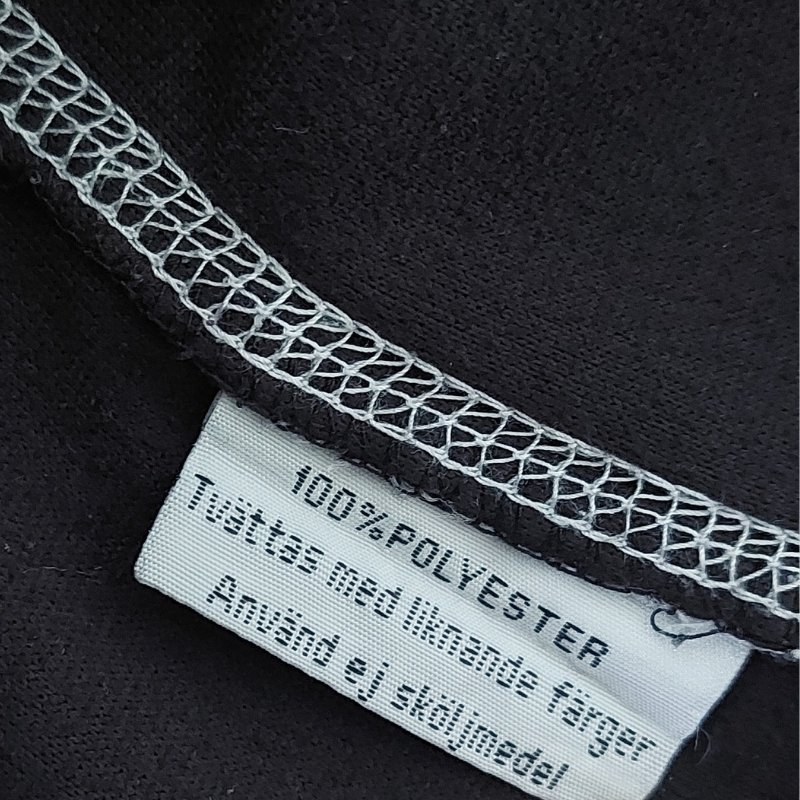 100%POLYESTER
Tvättas med liknande färger
Använd ej sköljmedel